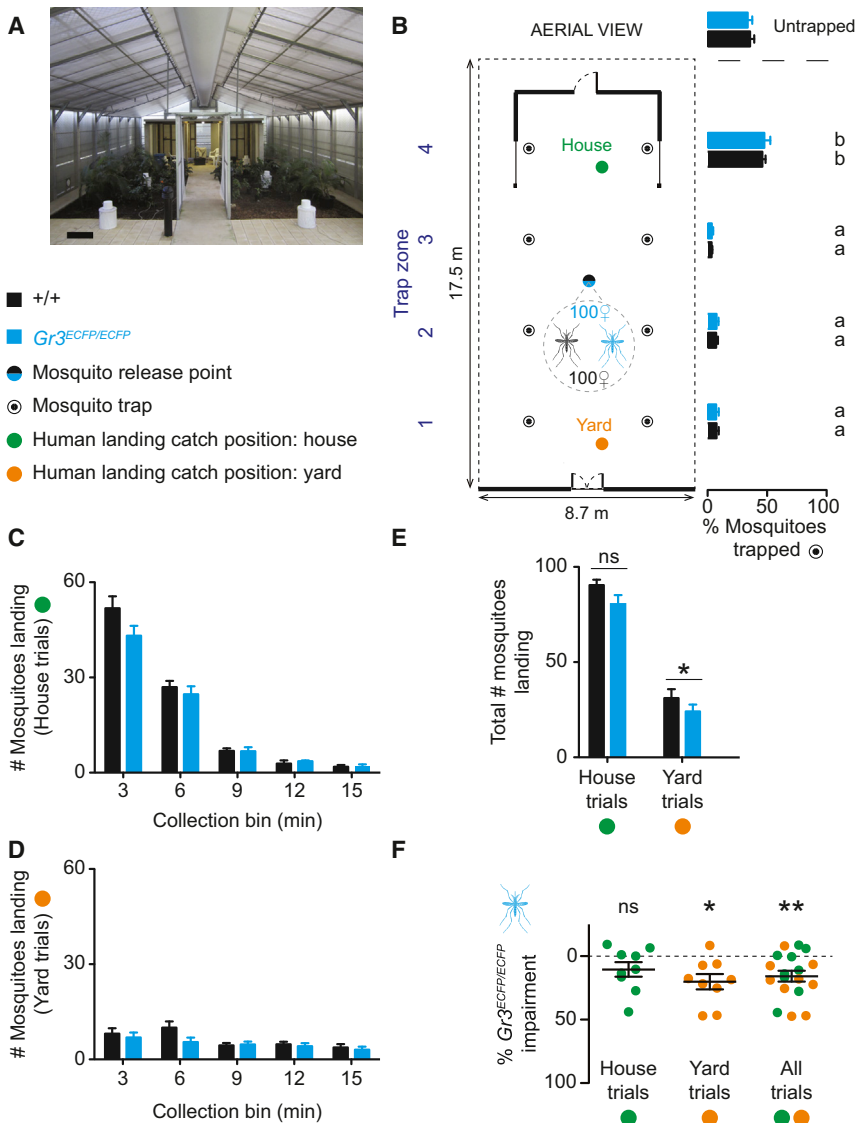 A
+/+
Gr3ECFP/ECFP
Mosquito release point
Mosquito trap
Human landing catch position: house
Human landing catch position: yard
B
AERIAL VIEW
Untrapped
17.5 m
Trap zone
4
3
2
1
House
100♀
100♀
Yard
8.7 m
b
b
a
a
a
a
a
a
0 50 100
% Mosquitoes
trapped
C
# Mosquitoes landing
(House trials)
60
30
0
3 6 9 12 15
Collection bin (min)
D
# Mosquitoes landing
(Yard trials)
60
30
0
3 6 9 12 15
Collection bin (min)
E
Total # mosquitoes
landing
100
50
0
ns
*
House
trials
Yard
trials
F
% Gr3ECFP/ECFP
impairment
ns * **
0
50
100
House
trials
Yard
trials
All
trials